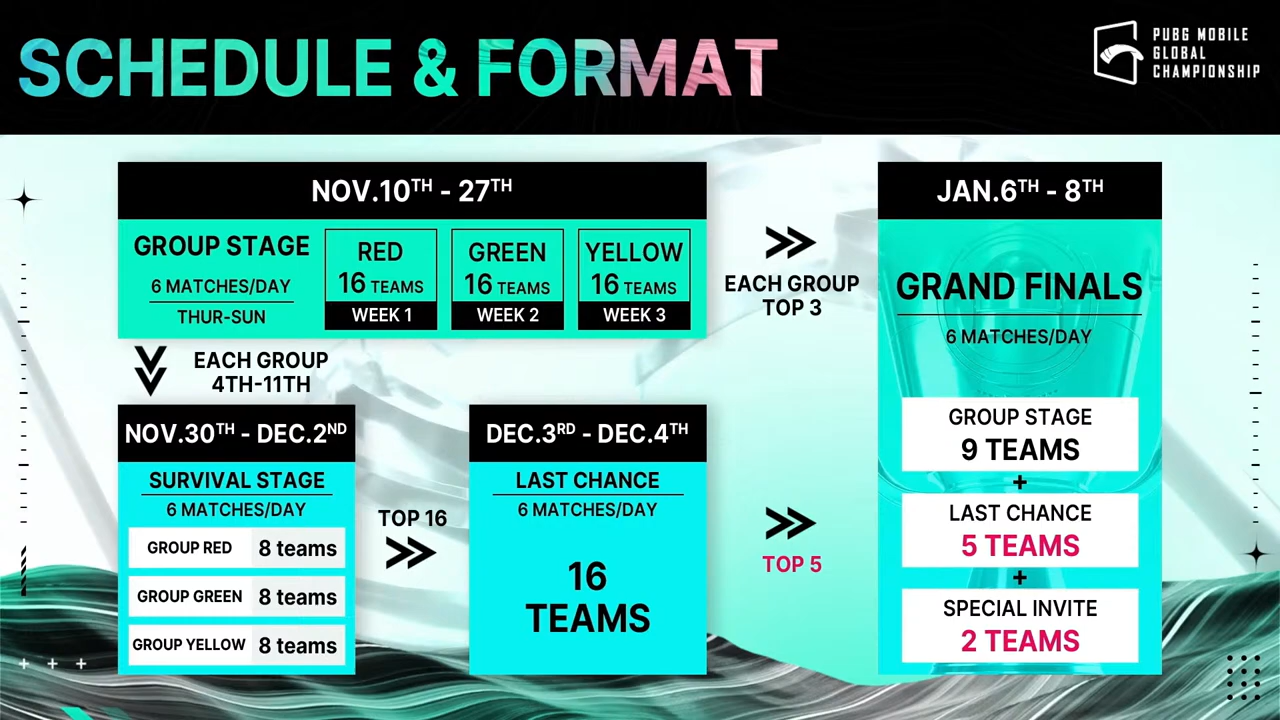 SCHEDULE & FORMAT
PUBG MOBILE
GLOBAL
CHAMPIONSHIP
NOV.10TH - 27TH
GROUP STAGE
6 MATCHES/DAY
THUR-SUN
RED
16 TEAMS
WEEK 1
GREEN
16 TEAMS
WEEK 2
YELLOW
16 TEAMS
WEEK 3
EACH GROUP
TOP 3
EACH GROUP
4TH-11TH
NOV.30TH - DEC.2ND
SURVIVAL STAGE
6 MATCHES/DAY
GROUP RED 8 teams
GROUP GREEN 8 teams
GROUP YELLOW 8 teams
TOP 16
DEC.3RD - DEC.4TH
LAST CHANCE
6 MATCHES/DAY
16
TEAMS
TOP 5
JAN.6TH - 8TH
GRAND FINALS
6 MATCHES/DAY
GROUP STAGE
9 TEAMS
+
LAST CHANCE
5 TEAMS
+
SPECIAL INVITE
2 TEAMS